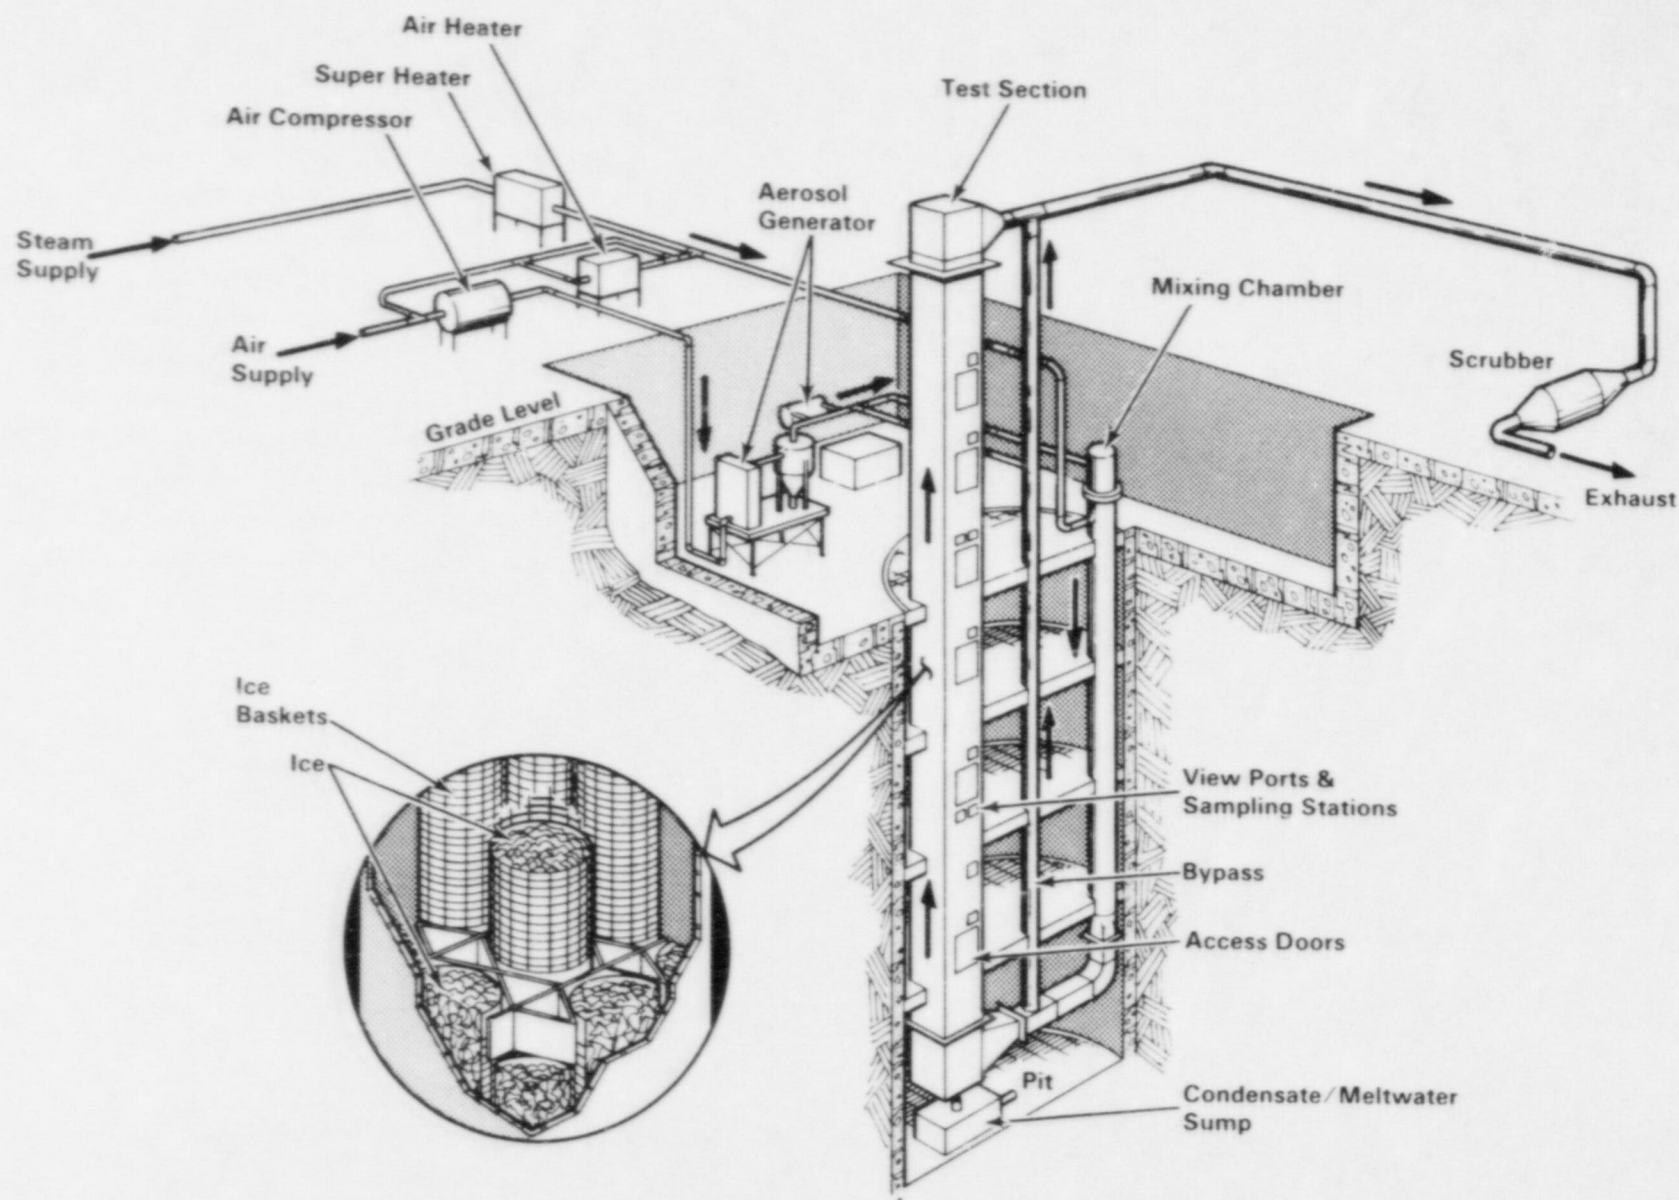 Air Heater
Super Heater
Air Compressor
Test Section
Aerosol
Generator
Steam
Supply
Mixing Chamber
Air
Supply
Scrubber
Grade Level
Exhaust
Ice
Baskets
Ice
View Ports &
Sampling Stations
Bypass
Access Doors
Pit
Condensate/Meltwater
Sump